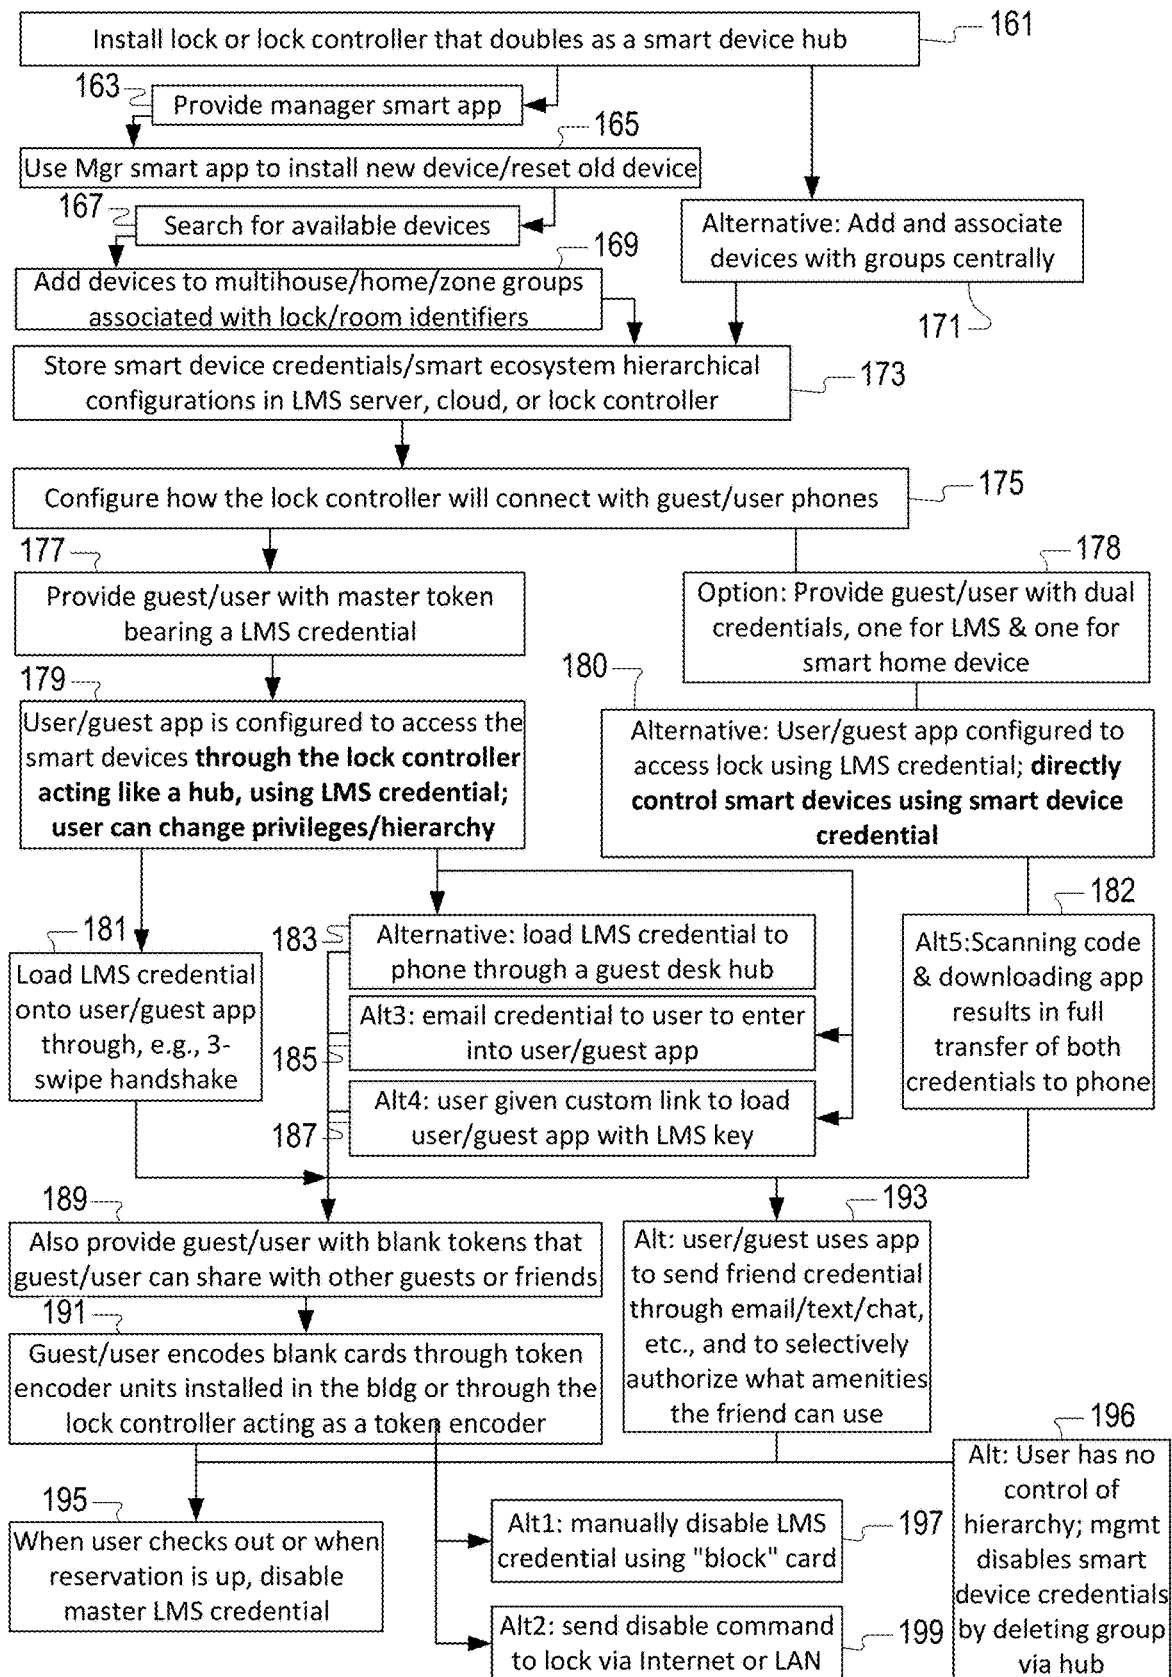 161
Install lock or lock controller that doubles as a smart device hub
163
Provide manager smart app
165
Use Mgr smart app to install new device/reset old device
167
Search for available devices
Alternative: Add and associate
devices with groups centrally
171
169
Add devices to multihouse/home/zone groups
associated with lock/room identifiers
Store smart device credentials/smart ecosystem hierarchical
configurations in LMS server, cloud, or lock controller
173
Configure how the lock controller will connect with guest/user phones
175
177
Provide guest/user with master token
bearing a LMS credential
178
Option: Provide guest/user with dual
credentials, one for LMS & one for
smart home device
179
User/guest app is configured to access the
smart devices through the lock controller
acting like a hub, using LMS credential;
user can change privileges/hierarchy
180
Alternative: User/guest app configured to
access lock using LMS credential; directly
control smart devices using smart device
credential
181
Load LMS credential
onto user/guest app
through, e.g., 3-
swipe handshake
183
Alternative: load LMS credential to
phone through a guest desk hub
185
Alt3: email credential to user to enter
into user/guest app
187
Alt4: user given custom link to load
user/guest app with LMS key
182
Alt5:Scanning code
& downloading app
results in full
transfer of both
credentials to phone
189
Also provide guest/user with blank tokens that
guest/user can share with other guests or friends
191
Guest/user encodes blank cards through token
encoder units installed in the bldg or through the
lock controller acting as a token encoder
193
Alt: user/guest uses app
to send friend credential
through email/text/chat,
etc., and to selectively
authorize what amenities
the friend can use
195
When user checks out or when
reservation is up, disable
master LMS credential
Alt1: manually disable LMS
credential using "block" card
197
Alt2: send disable command
to lock via Internet or LAN
199
196
Alt: User has no
control of
hierarchy; mgmt
disables smart
device credentials
by deleting group
via hub